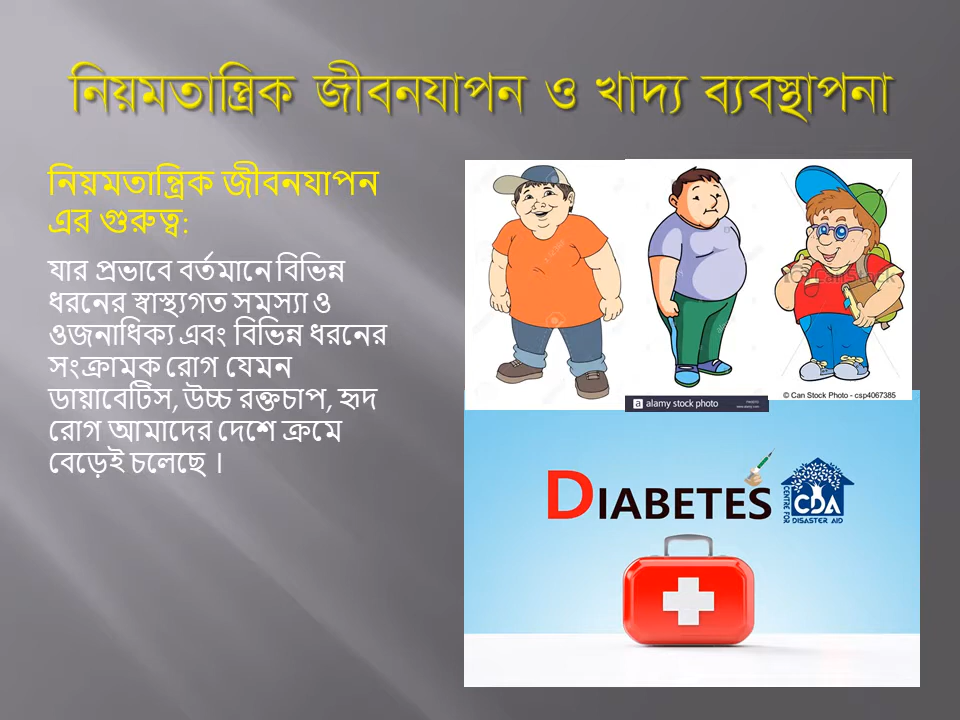 নিয়মতান্ত্রিক জীবনযাপন ও খাদ্য ব্যবস্থাপনা
নিয়মতান্ত্রিক জীবনযাপন
এর গুরুত্ব:
যার প্রভাবে বর্তমানে বিভিন্ন
ধরনের স্বাস্থ্যগত সমস্যা ও
ওজনাধিক্য এবং বিভিন্ন ধরনের
সংক্রামক রোগ যেমন
ডায়াবেটিস, উচ্চ রক্তচাপ, হৃদ
রোগ আমাদের দেশে ক্রমে
বেড়েই চলেছে ।
CanStock
© Can Stock Photo - csp4067385
a alamy stock photo
DIABETES
CDA
CENTRE FOR
DISASTER AID